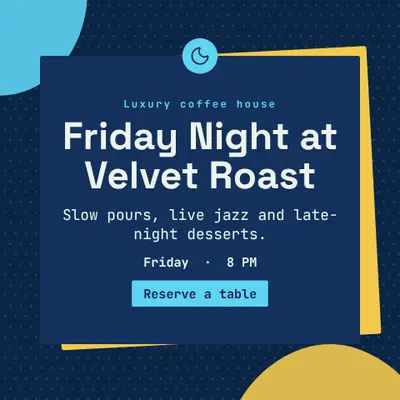 Luxury coffee house
Friday Night at
Velvet Roast
Slow pours, live jazz and late-
night desserts.
Friday · 8 PM
Reserve a table